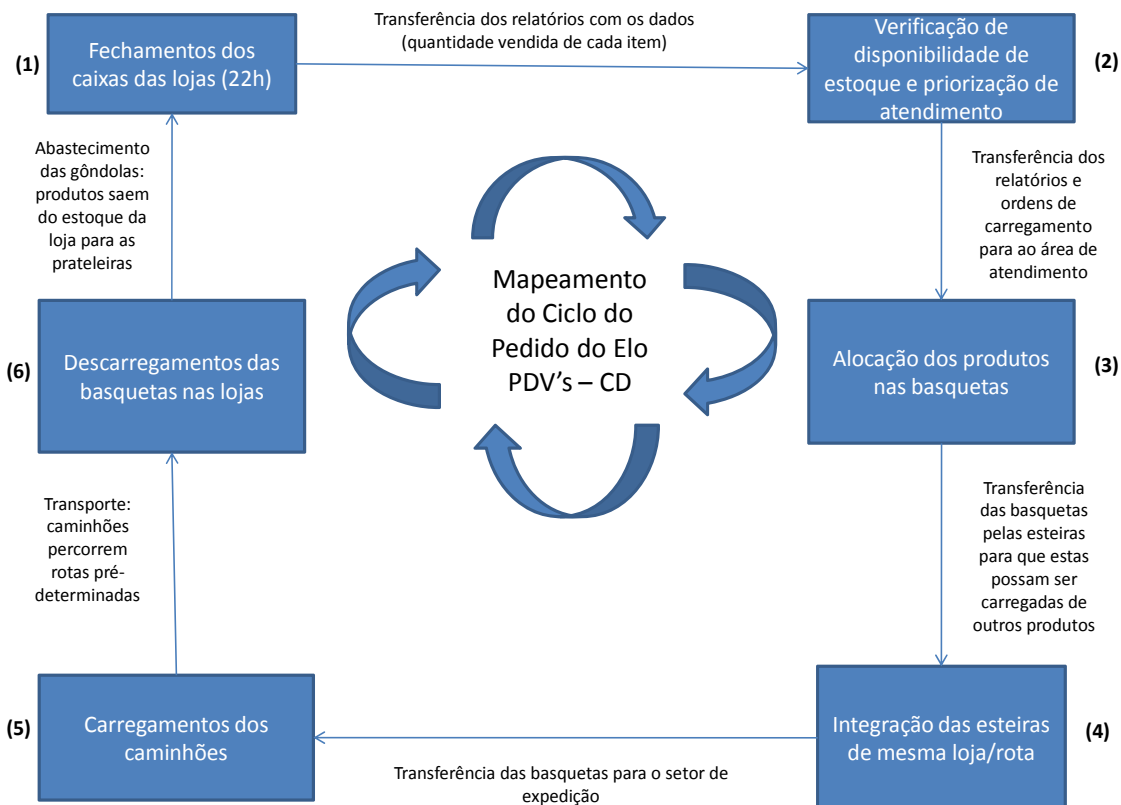 Transferência dos relatórios com os dados
(quantidade vendida de cada item)
(1)
Fechamentos dos
caixas das lojas (22h)
Verificação de
disponibilidade de
estoque e priorização de
atendimento
(2)
Abastecimento
das gôndolas:
produtos saem
do estoque da
loja para as
prateleiras
Transferência dos
relatórios e
ordens de
carregamento
para ao área de
atendimento
Mapeamento
do Ciclo do
Pedido do Elo
PDV's – CD
(6)
Descarregamentos das
basquetas nas lojas
Alocação dos produtos
nas basquetas
(3)
Transporte:
caminhões
percorrem
rotas pré-
determinadas
Transferência
das basquetas
pelas esteiras
para que estas
possam ser
carregadas de
outros produtos
(5)
Carregamentos dos
caminhões
Integração das esteiras
de mesma loja/rota
(4)
Transferência das basquetas para o setor de
expedição